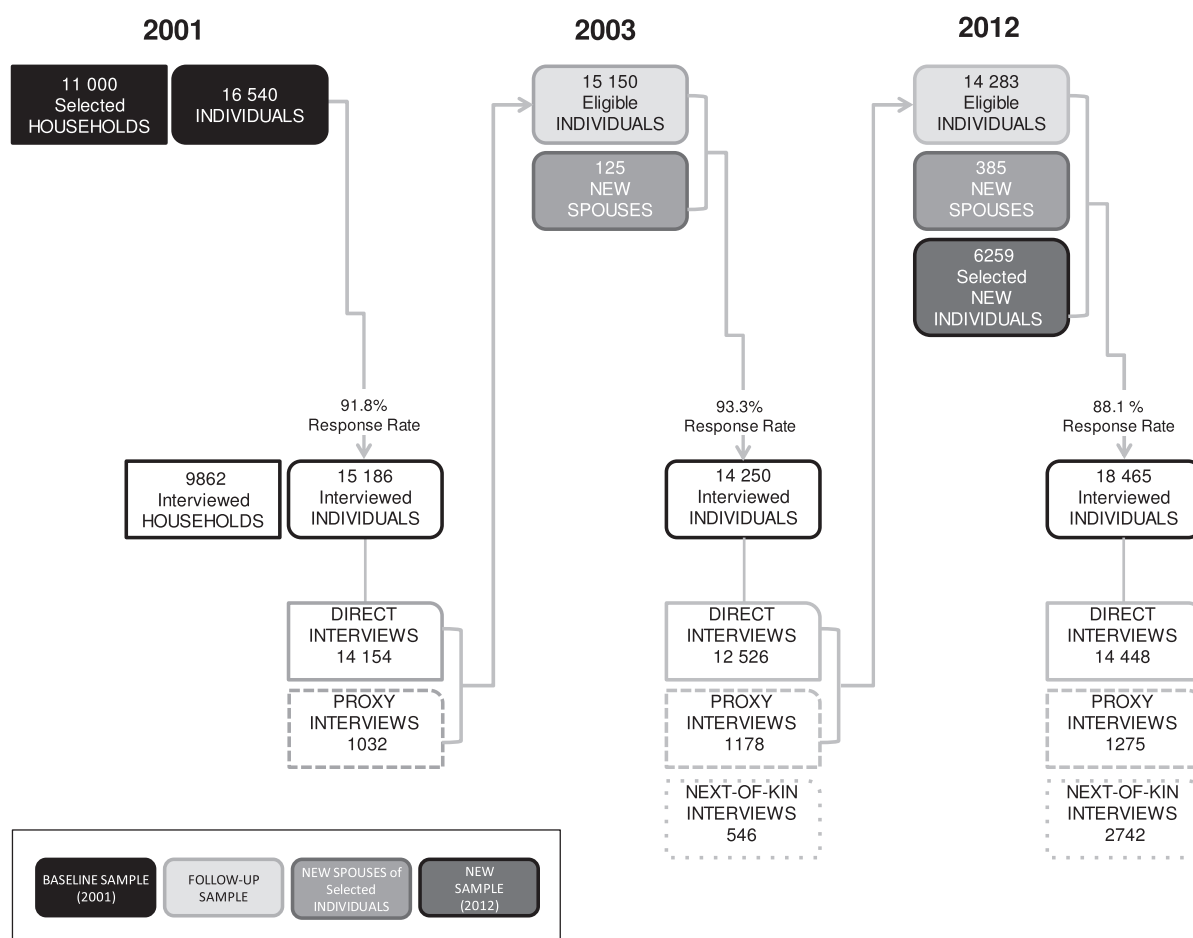 2001
11 000
Selected
HOUSEHOLDS
16 540
INDIVIDUALS
91.8%
Response Rate
9862
Interviewed
HOUSEHOLDS
15 186
Interviewed
INDIVIDUALS
DIRECT
INTERVIEWS
14 154
PROXY
INTERVIEWS
1032
2003
15 150
Eligible
INDIVIDUALS
125
NEW
SPOUSES
93.3%
Response Rate
14 250
Interviewed
INDIVIDUALS
DIRECT
INTERVIEWS
12 526
PROXY
INTERVIEWS
1178
NEXT-OF-KIN
INTERVIEWS
546
2012
14 283
Eligible
INDIVIDUALS
385
NEW
SPOUSES
6259
Selected
NEW
INDIVIDUALS
88.1 %
Response Rate
18 465
Interviewed
INDIVIDUALS
DIRECT
INTERVIEWS
14 448
PROXY
INTERVIEWS
1275
NEXT-OF-KIN
INTERVIEWS
2742
BASELINE SAMPLE
(2001)
FOLLOW-UP
SAMPLE
NEW SPOUSES of
Selected
INDIVIDUALS
NEW
SAMPLE
(2012)